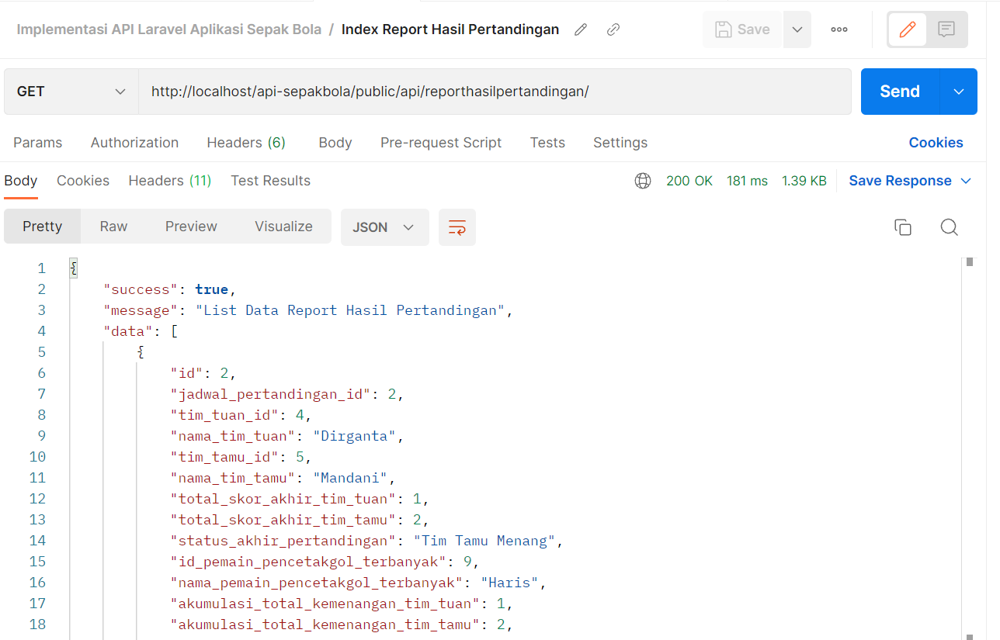 Implementasi API Laravel Aplikasi Sepak Bola / Index Report Hasil Pertandingan Save
GET http://localhost/api-sepakbola/public/api/reporthasilpertandingan/ Send
Params Authorization Headers (6) Body Pre-request Script Tests Settings Cookies
Body Cookies Headers (11) Test Results 200 OK 181 ms 1.39 KB Save Response
Pretty Raw Preview Visualize JSON
1 {
2 "success": true,
3 "message": "List Data Report Hasil Pertandingan",
4 "data": [
5 {
6 "id": 2,
7 "jadwal_pertandingan_id": 2,
8 "tim_tuan_id": 4,
9 "nama_tim_tuan": "Dirganta",
10 "tim_tamu_id": 5,
11 "nama_tim_tamu": "Mandani",
12 "total_skor_akhir_tim_tuan": 1,
13 "total_skor_akhir_tim_tamu": 2,
14 "status_akhir_pertandingan": "Tim Tamu Menang",
15 "id_pemain_pencetakgol_terbanyak": 9,
16 "nama_pemain_pencetakgol_terbanyak": "Haris",
17 "akumulasi_total_kemenangan_tim_tuan": 1,
18 "akumulasi_total_kemenangan_tim_tamu": 2,